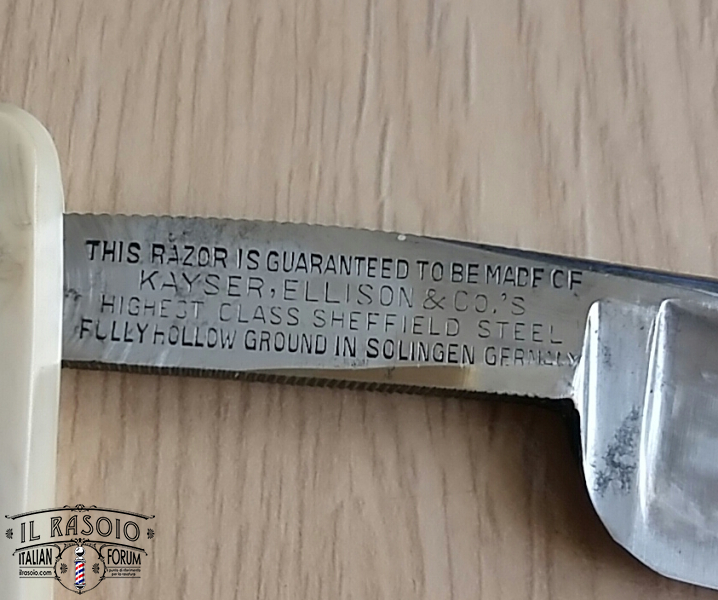 THIS RAZOR IS GUARANTEED TO BE MADE OF
KAYSER, ELLISON & CO.'S
HIGHEST CLASS SHEFFIELD STEEL
FULLY HOLLOW GROUND IN SOLINGEN GERMANY
IL RASOIO
ITALIAN FORUM
ilrasoio.com